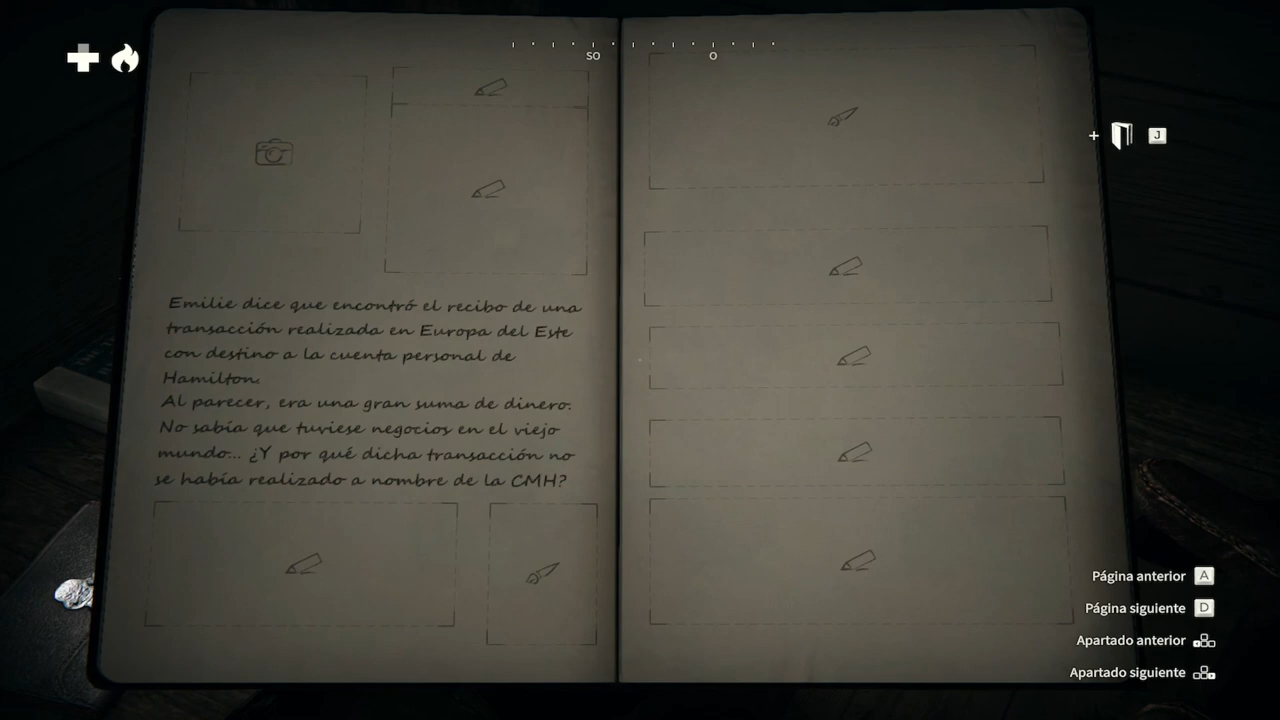 SO
O
J
Emilie dice que encontró el recibo de una
transacción realizada en Europa del Este
con destino a la cuenta personal de
Hamilton.
Al parecer, era una gran suma de dinero.
No sabía que tuviese negocios en el viejo
mundo... ¿Y por qué dicha transacción no
se había realizado a nombre de la CMH?
Página anterior A
Página siguiente D
Apartado anterior
Apartado siguiente